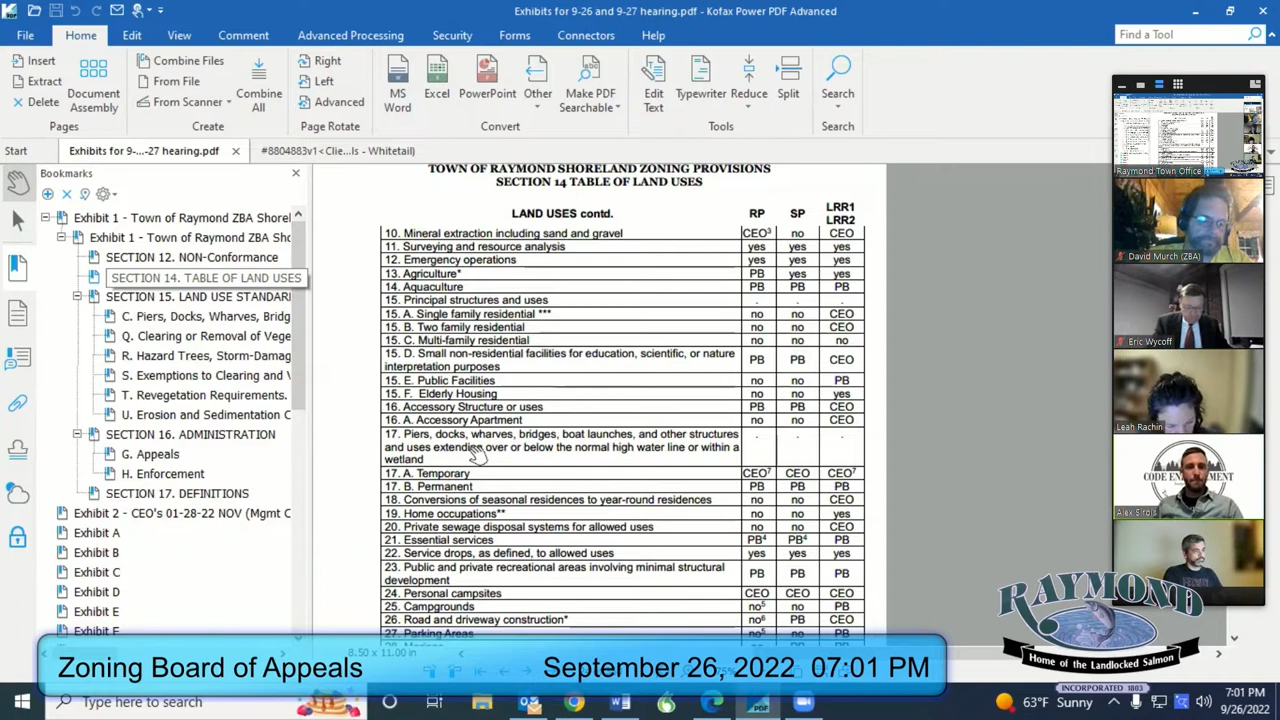 Exhibits for 9-26 and 9-27 hearing.pdf - Kofax Power PDF Advanced
File Home Edit View Comment Advanced Processing Security Forms Connectors Help
Find a Tool
Insert
Extract
Delete
Pages
Document Assembly
Combine Files
From File
From Scanner
Create
Combine All
Right
Left
Advanced
Page Rotate
MS Word
Excel
PowerPoint
Other
Make PDF Searchable
Convert
Edit Text
Typewriter
Reduce
Split
Tools
Search
Search
Start
Exhibits for 9-...-27 hearing.pdf
#8804883v1<Clie...ls - Whitetail
Bookmarks
Exhibit 1 - Town of Raymond ZBA Shorel
Exhibit 1 - Town of Raymond ZBA Sho
SECTION 12. NON-Conformance
SECTION 14. TABLE OF LAND USES
SECTION 15. LAND USE STANDAR
C. Piers, Docks, Wharves, Bridg
Q. Clearing or Removal of Vege
R. Hazard Trees, Storm-Damag
S. Exemptions to Clearing and V
T. Revegetation Requirements.
U. Erosion and Sedimentation C
SECTION 16. ADMINISTRATION
G. Appeals
H. Enforcement
SECTION 17. DEFINITIONS
Exhibit 2 - CEO's 01-28-22 NOV (Mgmt C
Exhibit A
Exhibit B
Exhibit C
Exhibit D
Exhibit E
Exhibit F
TOWN OF RAYMOND SHORELAND ZONING PROVISIONS
SECTION 14 TABLE OF LAND USES
LAND USES contd. RP SP LRR1 LRR2
10. Mineral extraction including sand and gravel CEO³ no CEO
11. Surveying and resource analysis yes yes yes
12. Emergency operations yes yes yes
13. Agriculture* PB yes yes
14. Aquaculture PB PB PB
15. Principal structures and uses . . .
15. A. Single family residential *** no no CEO
15. B. Two family residential no no CEO
15. C. Multi-family residential no no no
15. D. Small non-residential facilities for education, scientific, or nature
interpretation purposes PB PB CEO
15. E. Public Facilities no no PB
15. F. Elderly Housing no no yes
16. Accessory Structure or uses PB PB CEO
16. A. Accessory Apartment no no CEO
17. Piers, docks, wharves, bridges, boat launches, and other structures
and uses extending over or below the normal high water line or within a
wetland . . .
17. A. Temporary CEO⁷ CEO CEO⁷
17. B. Permanent PB PB PB
18. Conversions of seasonal residences to year-round residences no no CEO
19. Home occupations** no no yes
20. Private sewage disposal systems for allowed uses no no CEO
21. Essential services PB⁴ PB⁴ PB
22. Service drops, as defined, to allowed uses yes yes yes
23. Public and private recreational areas involving minimal structural
development PB PB PB
24. Personal campsites CEO CEO CEO
25. Campgrounds no⁵ no PB
26. Road and driveway construction* no⁶ PB CEO
27. Parking Areas no⁵ no PB
8.50 x 11.00 in
Raymond Town Office
David Murch (ZBA)
Eric Wycoff
Leah Rachin
CODE ENFORCEMENT
Alex Sirois
RAYMOND
Home of the Landlocked Salmon
INCORPORATED 1803
Zoning Board of Appeals September 26, 2022 07:01 PM
Type here to search
63°F Sunny
7:01 PM
9/26/2022